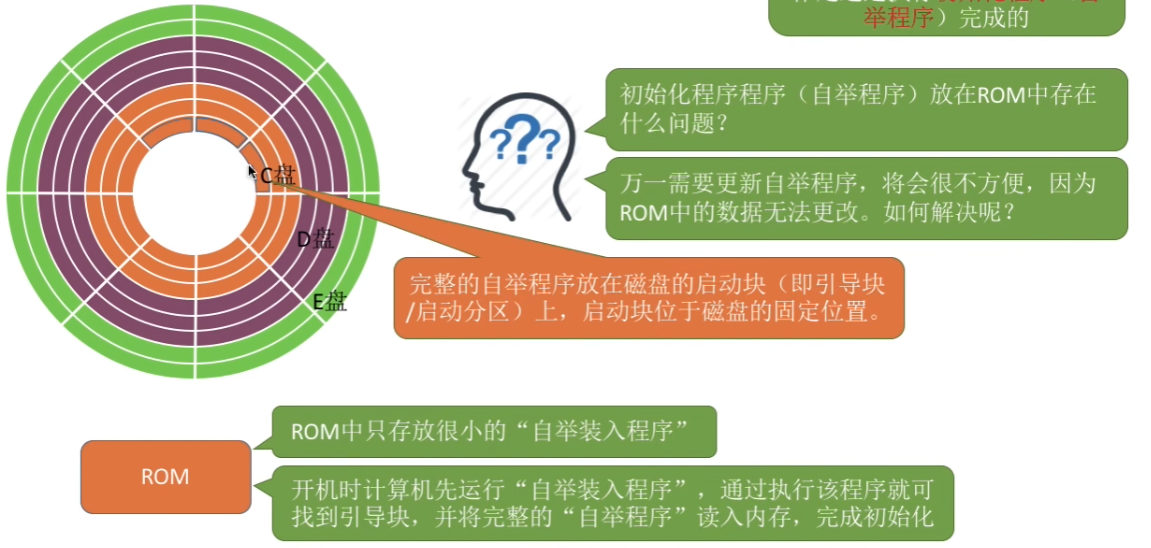 举程序）完成的
初始化程序程序（自举程序）放在ROM中存在
什么问题？
???
万一需要更新自举程序，将会很不方便，因为
ROM中的数据无法更改。如何解决呢？
C盘
D盘
E盘
完整的自举程序放在磁盘的启动块（即引导块
/启动分区）上，启动块位于磁盘的固定位置。
ROM中只存放很小的“自举装入程序”
ROM
开机时计算机先运行“自举装入程序”，通过执行该程序就可
找到引导块，并将完整的“自举程序”读入内存，完成初始化